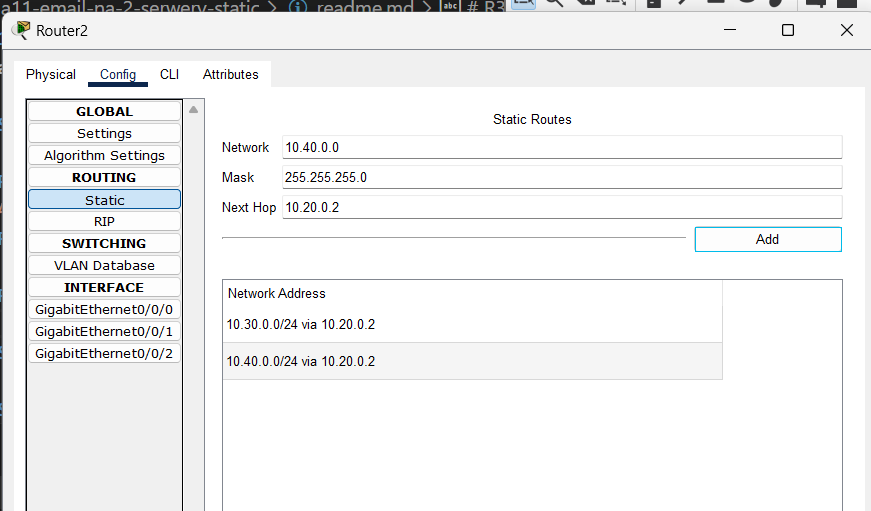 a11-email-na-2-serwery-static > readme.md > # R3
Router2
Physical Config CLI Attributes
GLOBAL
Settings
Algorithm Settings
ROUTING
Static
RIP
SWITCHING
VLAN Database
INTERFACE
GigabitEthernet0/0/0
GigabitEthernet0/0/1
GigabitEthernet0/0/2
Static Routes
Network 10.40.0.0
Mask 255.255.255.0
Next Hop 10.20.0.2
Add
Network Address
10.30.0.0/24 via 10.20.0.2
10.40.0.0/24 via 10.20.0.2